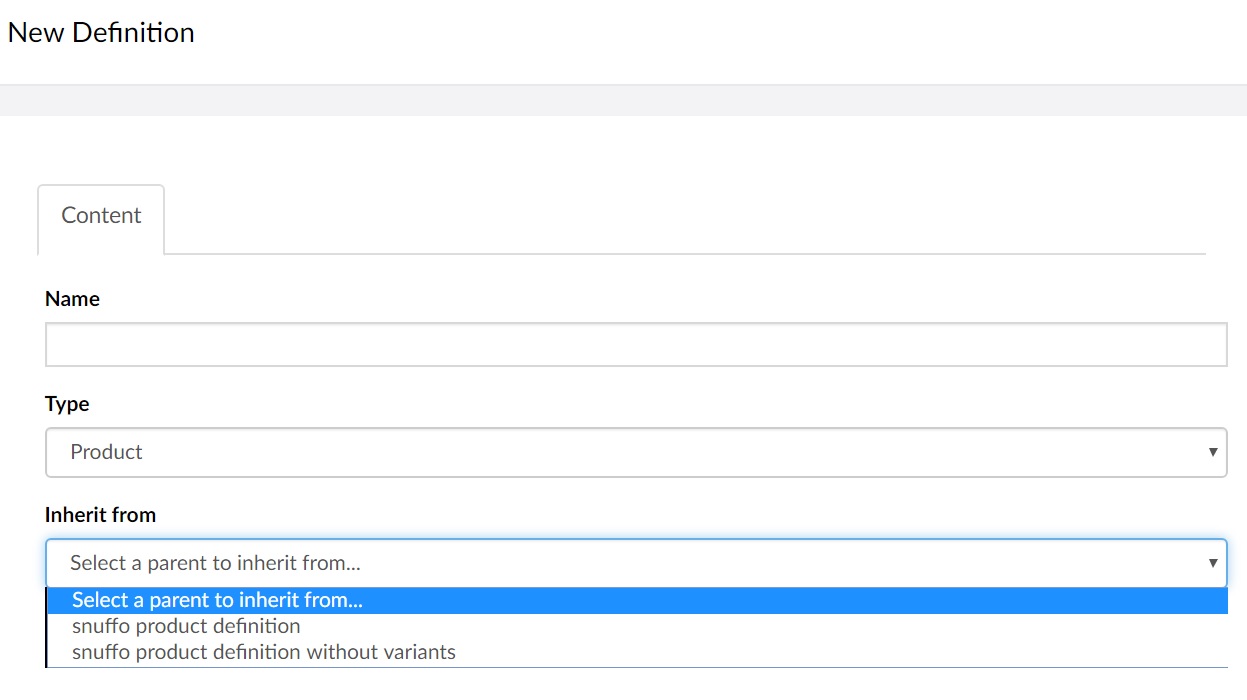 New Definition
Content
Name
Type
Product
Inherit from
Select a parent to inherit from...
Select a parent to inherit from...
snuffo product definition
snuffo product definition without variants